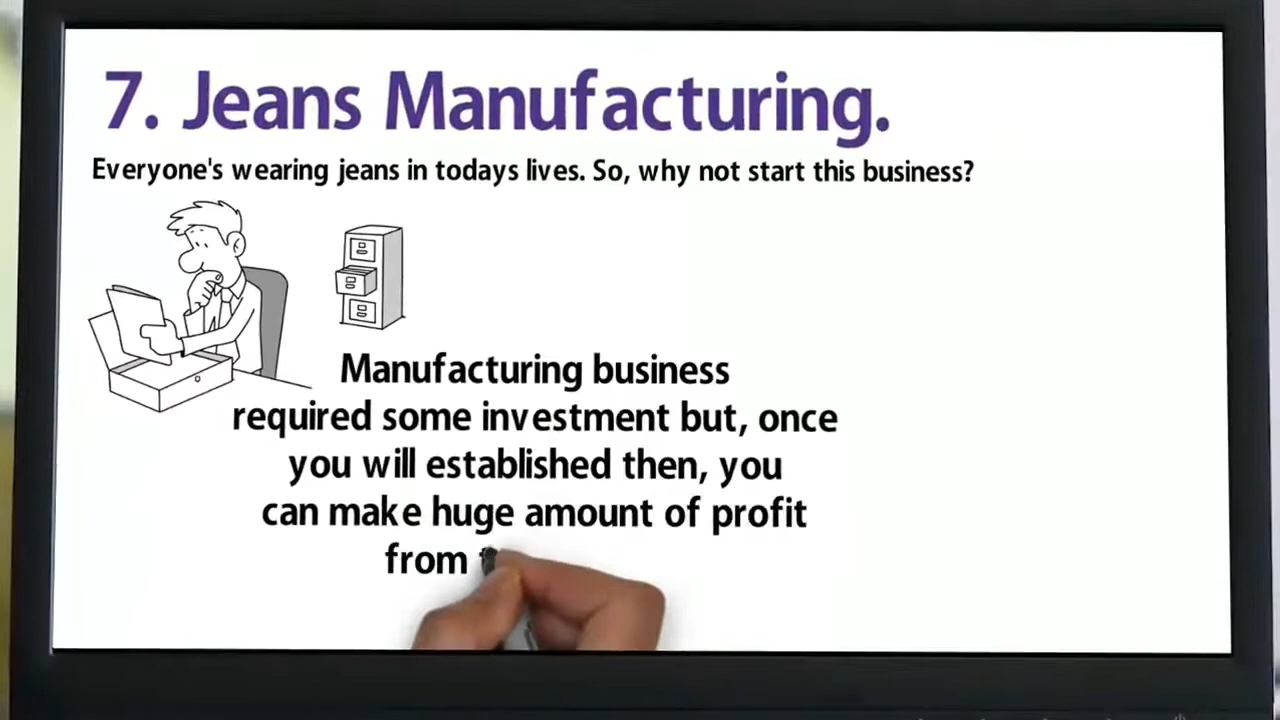 7. Jeans Manufacturing.
Everyone's wearing jeans in todays lives. So, why not start this business?
Manufacturing business
required some investment but, once
you will established then, you
can make huge amount of profit
from